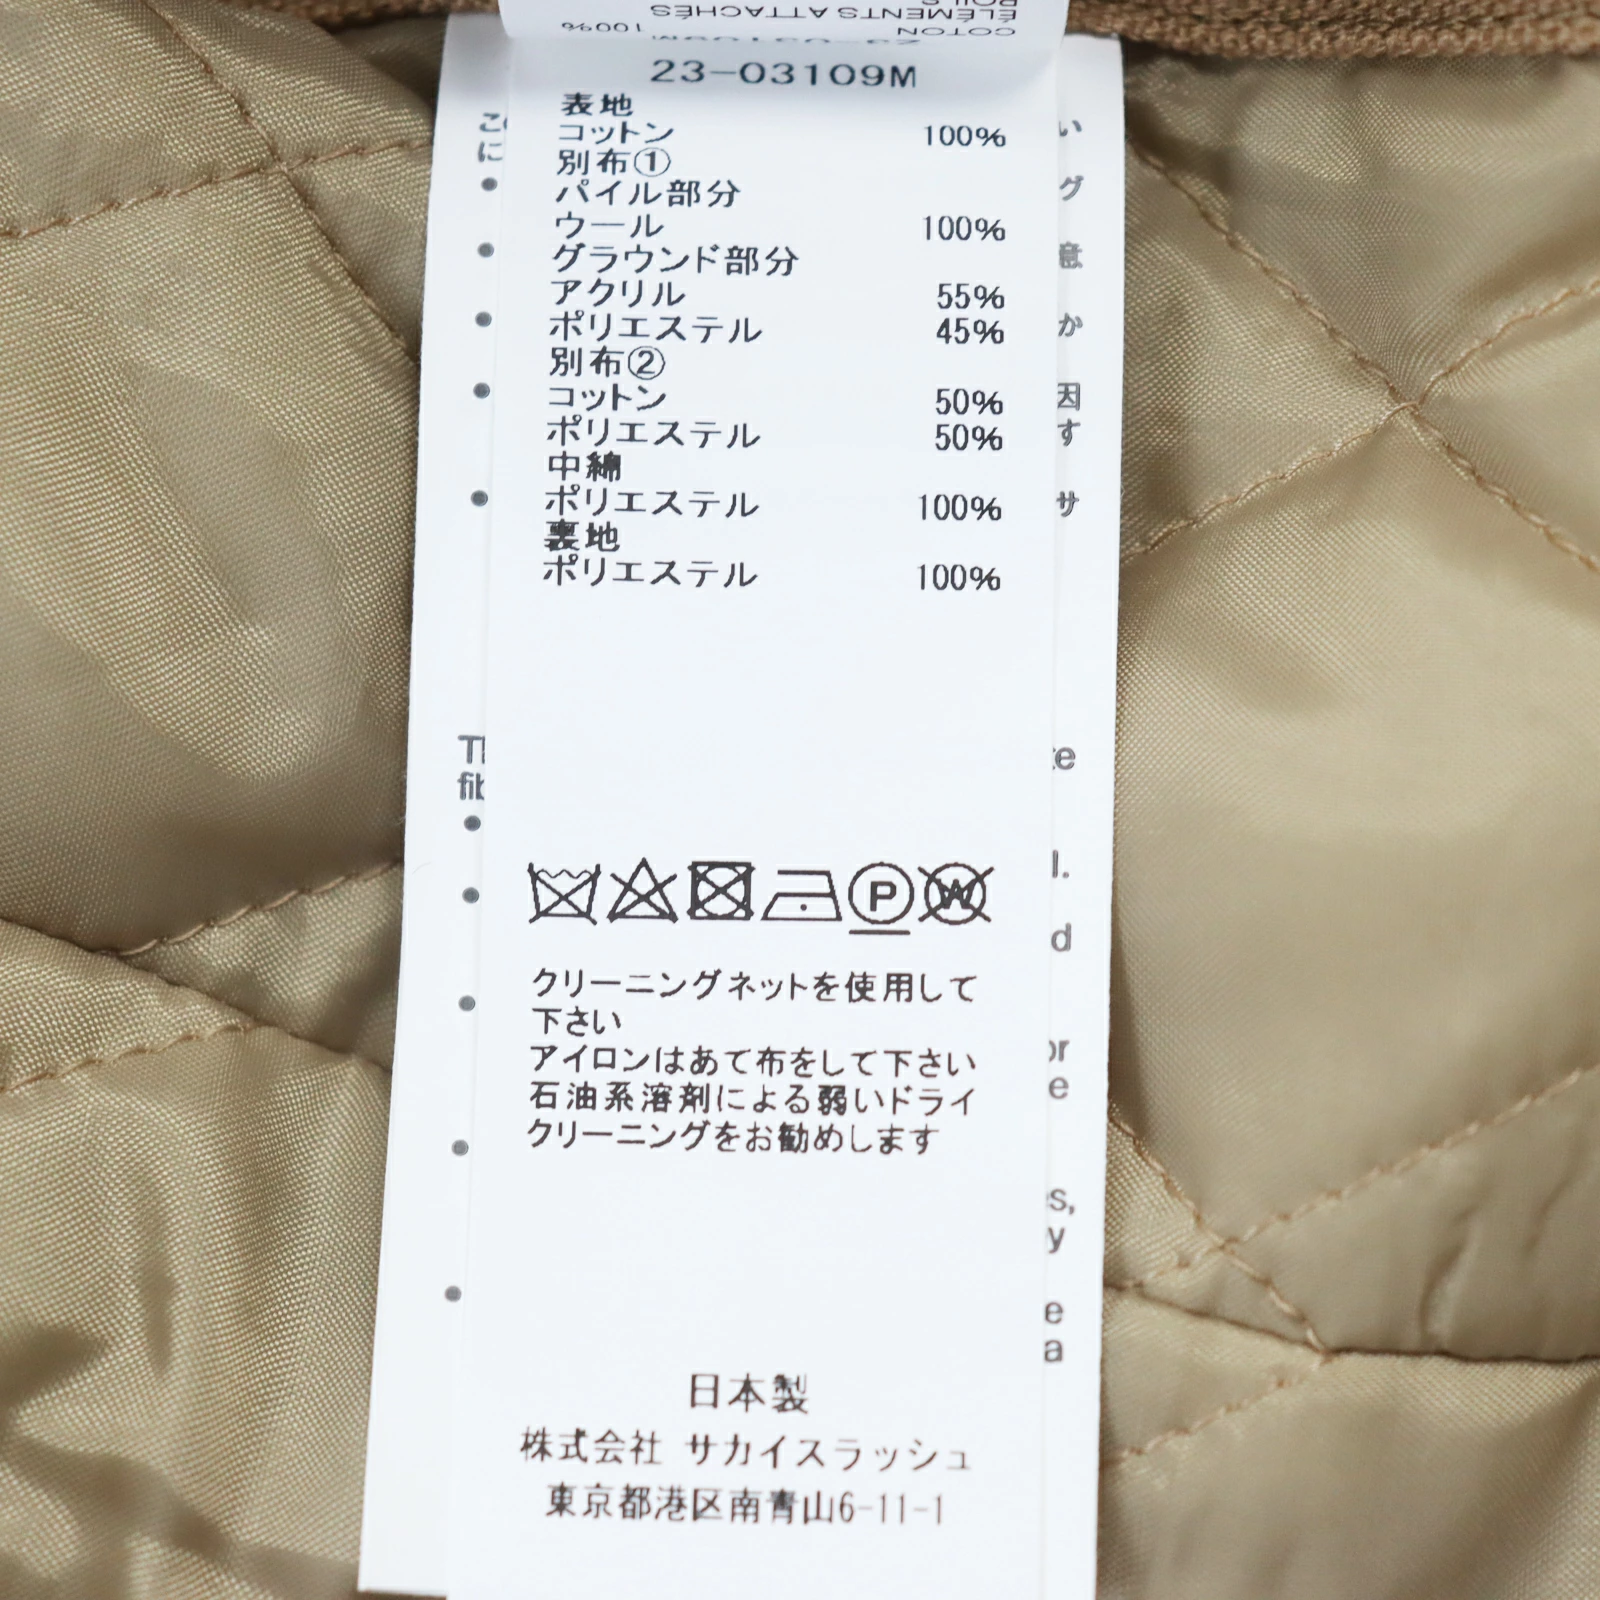 COTON 100%
ÉLÉMENTS ATTACHÉS
POILS
23-03109M
表地
コットン 100%
別布①
パイル部分
ウール 100%
グラウンド部分
アクリル 55%
ポリエステル 45%
別布②
コットン 50%
ポリエステル 50%
中綿
ポリエステル 100%
裏地
ポリエステル 100%
P
W
クリーニングネットを使用して
下さい
アイロンはあて布をして下さい
石油系溶剤による弱いドライ
クリーニングをお勧めします
日本製
株式会社 サカイスラッシュ
東京都港区南青山6-11-1